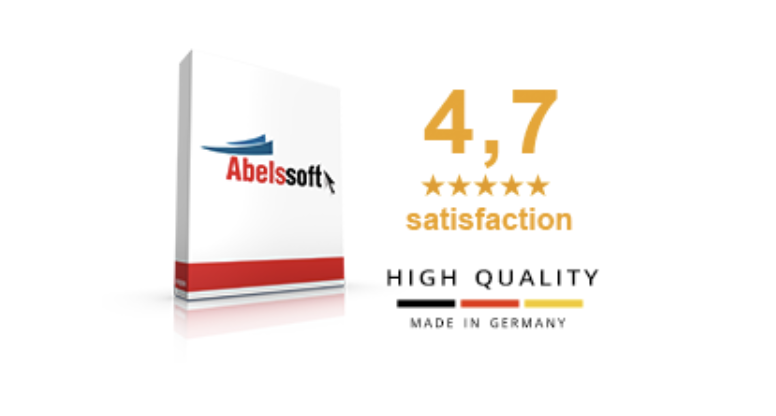 Abelssoft
4,7
satisfaction
HIGH QUALITY
MADE IN GERMANY